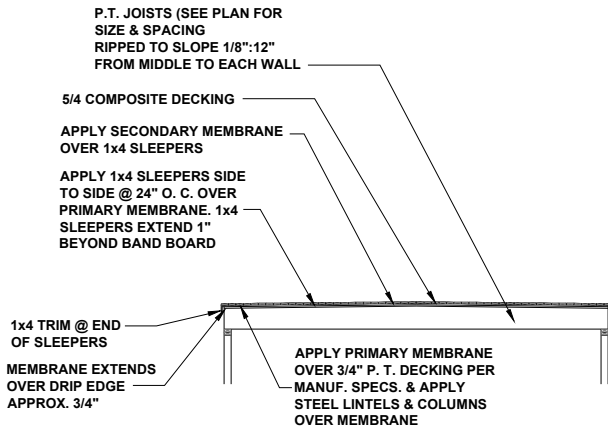 P.T. JOISTS (SEE PLAN FOR
SIZE & SPACING
RIPPED TO SLOPE 1/8":12"
FROM MIDDLE TO EACH WALL
5/4 COMPOSITE DECKING
APPLY SECONDARY MEMBRANE
OVER 1x4 SLEEPERS
APPLY 1x4 SLEEPERS SIDE
TO SIDE @ 24" O. C. OVER
PRIMARY MEMBRANE. 1x4
SLEEPERS EXTEND 1"
BEYOND BAND BOARD
1x4 TRIM @ END
OF SLEEPERS
MEMBRANE EXTENDS
OVER DRIP EDGE
APPROX. 3/4"
APPLY PRIMARY MEMBRANE
OVER 3/4" P. T. DECKING PER
MANUF. SPECS. & APPLY
STEEL LINTELS & COLUMNS
OVER MEMBRANE